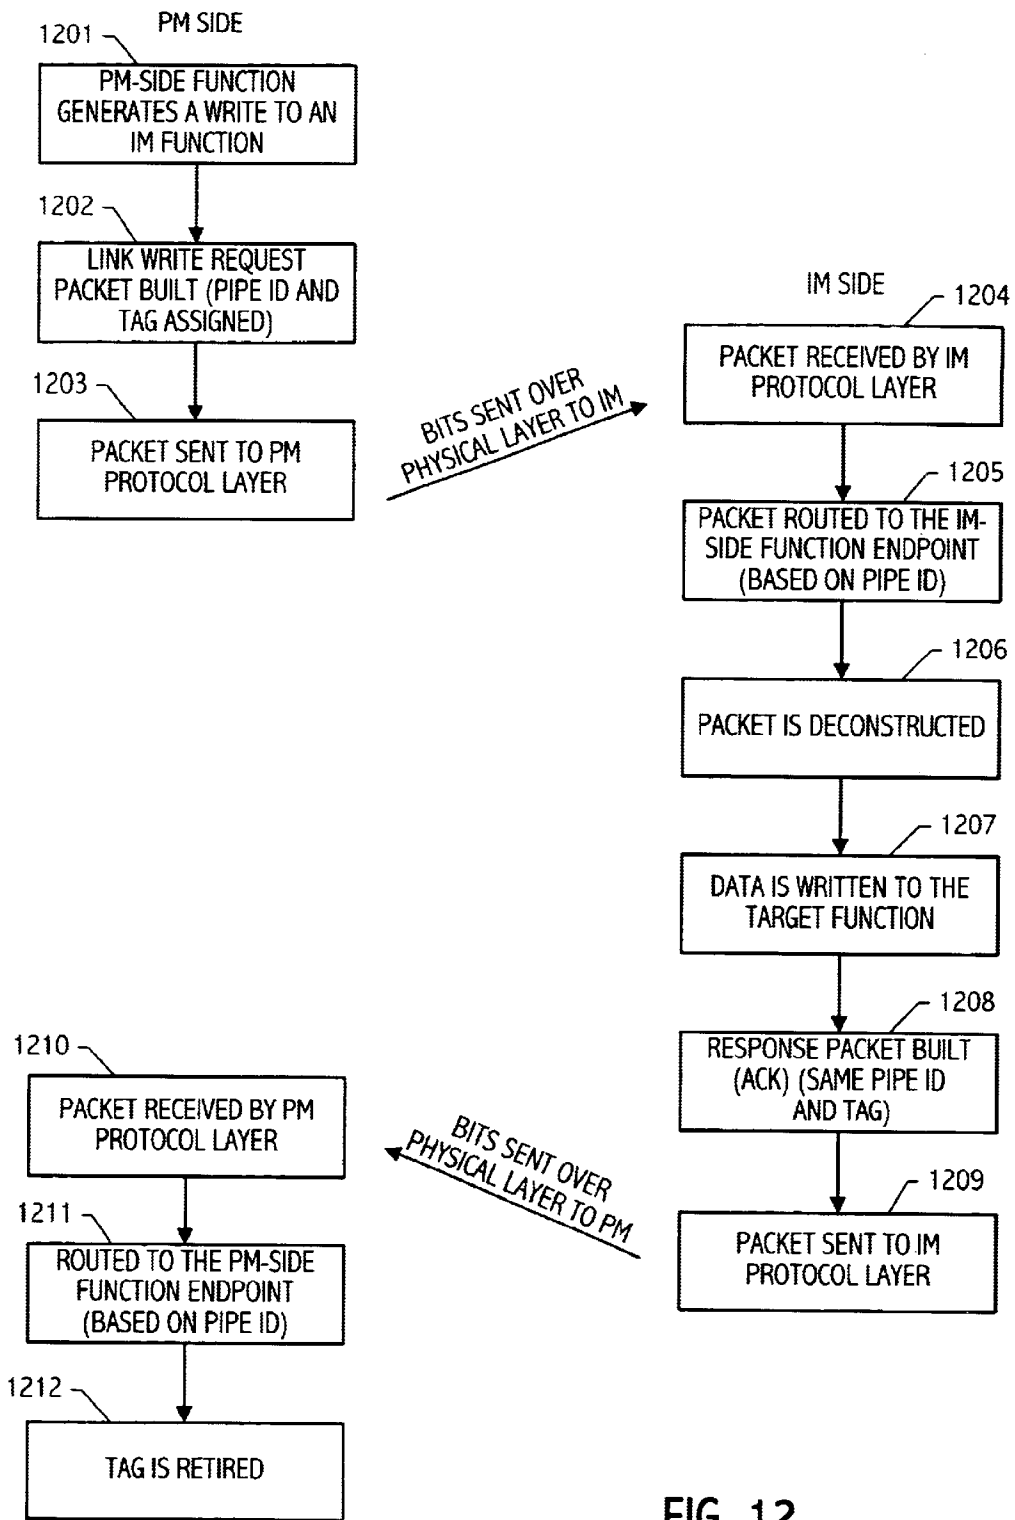 PM SIDE
1201
PM-SIDE FUNCTION
GENERATES A WRITE TO AN
IM FUNCTION
1202
LINK WRITE REQUEST
PACKET BUILT (PIPE ID AND
TAG ASSIGNED)
1203
PACKET SENT TO PM
PROTOCOL LAYER
BITS SENT OVER
PHYSICAL LAYER TO IM
IM SIDE
1204
PACKET RECEIVED BY IM
PROTOCOL LAYER
1205
PACKET ROUTED TO THE IM-
SIDE FUNCTION ENDPOINT
(BASED ON PIPE ID)
1206
PACKET IS DECONSTRUCTED
1207
DATA IS WRITTEN TO THE
TARGET FUNCTION
1208
RESPONSE PACKET BUILT
(ACK) (SAME PIPE ID
AND TAG)
1209
PACKET SENT TO IM
PROTOCOL LAYER
BITS SENT OVER
PHYSICAL LAYER TO PM
1210
PACKET RECEIVED BY PM
PROTOCOL LAYER
1211
ROUTED TO THE PM-SIDE
FUNCTION ENDPOINT
(BASED ON PIPE ID)
1212
TAG IS RETIRED
FIG. 12